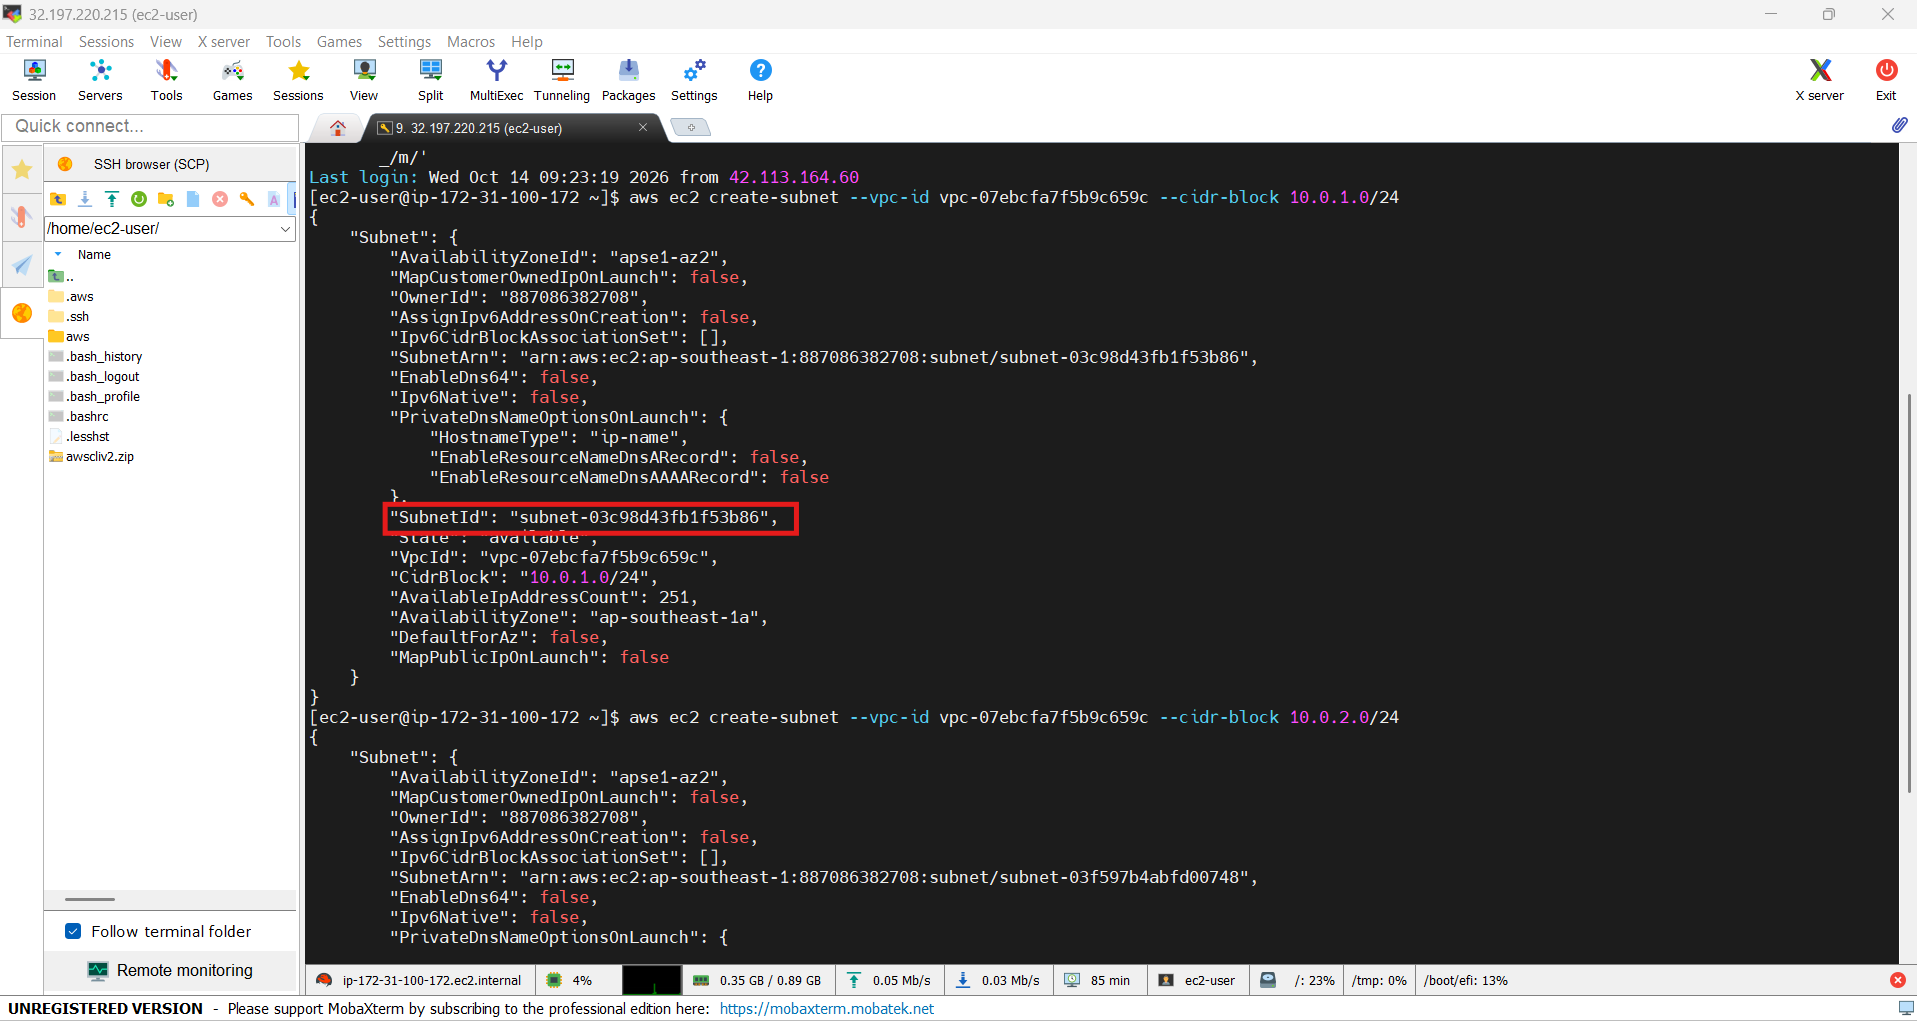 32.197.220.215 (ec2-user)
Terminal Sessions View X server Tools Games Settings Macros Help
Session Servers Tools Games Sessions View Split MultiExec Tunneling Packages Settings Help X server Exit
Quick connect...
9. 32.197.220.215 (ec2-user)
SSH browser (SCP)
/home/ec2-user/
Name
..
.aws
.ssh
aws
.bash_history
.bash_logout
.bash_profile
.bashrc
.lesshst
awscliv2.zip
Follow terminal folder
Remote monitoring
_/m/'
Last login: Wed Oct 14 09:23:19 2026 from 42.113.164.60
[ec2-user@ip-172-31-100-172 ~]$ aws ec2 create-subnet --vpc-id vpc-07ebcfa7f5b9c659c --cidr-block 10.0.1.0/24
{
"Subnet": {
"AvailabilityZoneId": "apse1-az2",
"MapCustomerOwnedIpOnLaunch": false,
"OwnerId": "887086382708",
"AssignIpv6AddressOnCreation": false,
"Ipv6CidrBlockAssociationSet": [],
"SubnetArn": "arn:aws:ec2:ap-southeast-1:887086382708:subnet/subnet-03c98d43fb1f53b86",
"EnableDns64": false,
"Ipv6Native": false,
"PrivateDnsNameOptionsOnLaunch": {
"HostnameType": "ip-name",
"EnableResourceNameDnsARecord": false,
"EnableResourceNameDnsAAAARecord": false
},
"SubnetId": "subnet-03c98d43fb1f53b86",
"State": "available",
"VpcId": "vpc-07ebcfa7f5b9c659c",
"CidrBlock": "10.0.1.0/24",
"AvailableIpAddressCount": 251,
"AvailabilityZone": "ap-southeast-1a",
"DefaultForAz": false,
"MapPublicIpOnLaunch": false
}
}
[ec2-user@ip-172-31-100-172 ~]$ aws ec2 create-subnet --vpc-id vpc-07ebcfa7f5b9c659c --cidr-block 10.0.2.0/24
{
"Subnet": {
"AvailabilityZoneId": "apse1-az2",
"MapCustomerOwnedIpOnLaunch": false,
"OwnerId": "887086382708",
"AssignIpv6AddressOnCreation": false,
"Ipv6CidrBlockAssociationSet": [],
"SubnetArn": "arn:aws:ec2:ap-southeast-1:887086382708:subnet/subnet-03f597b4abfd00748",
"EnableDns64": false,
"Ipv6Native": false,
"PrivateDnsNameOptionsOnLaunch": {
ip-172-31-100-172.ec2.internal 4% 0.35 GB / 0.89 GB 0.05 Mb/s 0.03 Mb/s 85 min ec2-user /: 23% /tmp: 0% /boot/efi: 13%
UNREGISTERED VERSION - Please support MobaXterm by subscribing to the professional edition here: https://mobaxterm.mobatek.net